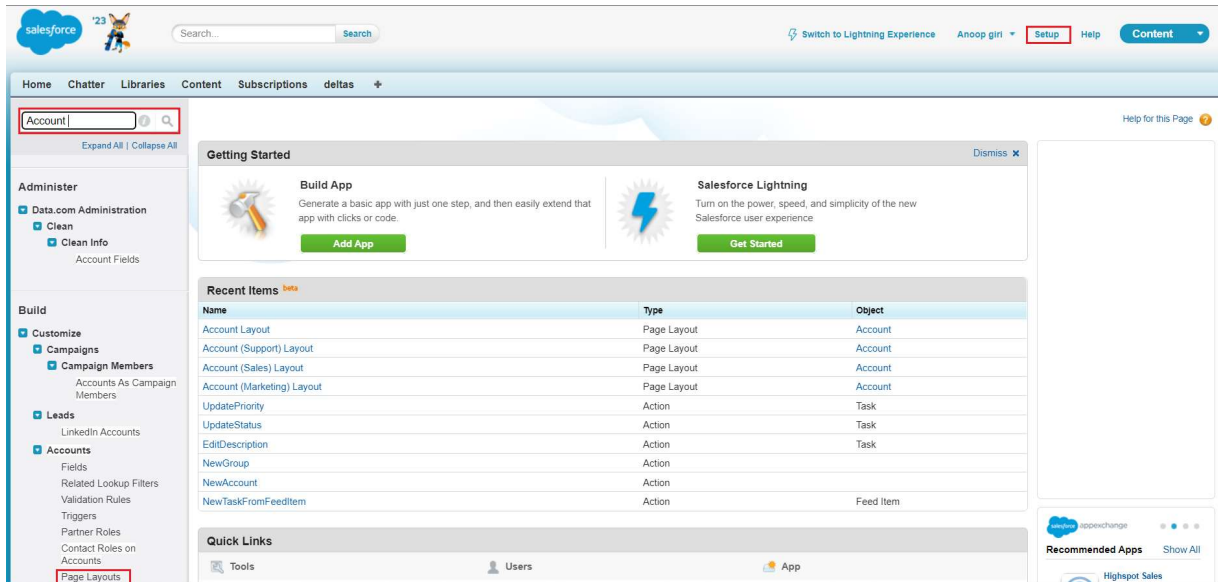 salesforce
'23
Search...
Search
Switch to Lightning Experience
Anoop giri
Setup
Help
Content
Home Chatter Libraries Content Subscriptions deltas +
Account
Expand All | Collapse All
Help for this Page
Administer
Data.com Administration
Clean
Clean Info
Account Fields
Build
Customize
Campaigns
Campaign Members
Accounts As Campaign
Members
Leads
LinkedIn Accounts
Accounts
Fields
Related Lookup Filters
Validation Rules
Triggers
Partner Roles
Contact Roles on
Accounts
Page Layouts
Getting Started
Dismiss
Build App
Generate a basic app with just one step, and then easily extend that
app with clicks or code.
Add App
Salesforce Lightning
Turn on the power, speed, and simplicity of the new
Salesforce user experience
Get Started
Recent Items beta
Name Type Object
Account Layout Page Layout Account
Account (Support) Layout Page Layout Account
Account (Sales) Layout Page Layout Account
Account (Marketing) Layout Page Layout Account
UpdatePriority Action Task
UpdateStatus Action Task
EditDescription Action Task
NewGroup Action
NewAccount Action
NewTaskFromFeedItem Action Feed Item
Quick Links
Tools Users App
salesforce appexchange
Recommended Apps Show All
Highspot Sales